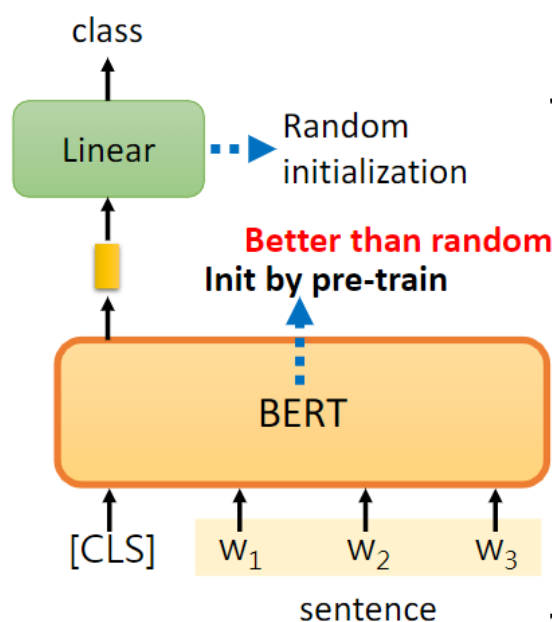 class
Linear
Random
initialization
Better than random
Init by pre-train
BERT
[CLS] w₁ w₂ w₃
sentence